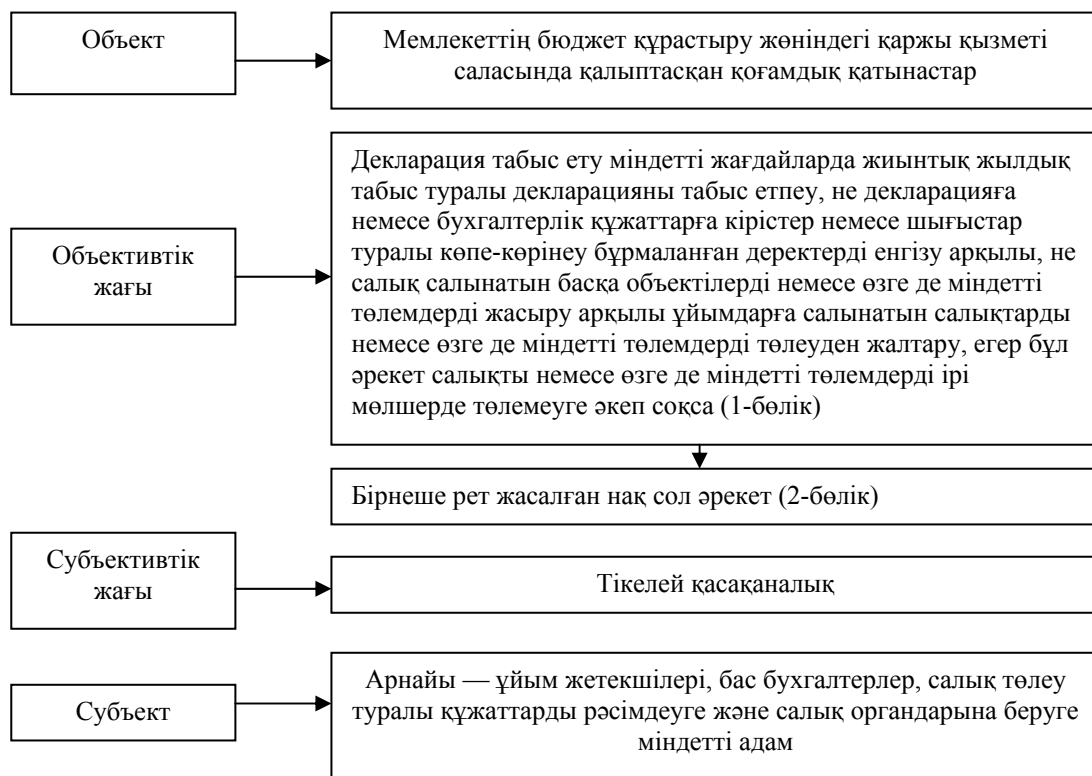 Объект
Мемлекеттің бюджет құрастыру жөніндегі қаржы қызметі
саласында қалыптасқан қоғамдық қатынастар
Объективтік
жағы
Декларация табыс ету міндетті жағдайларда жиынтық жылдық
табыс туралы декларацияны табыс етпеу, не декларацияға
немесе бухгалтерлік құжаттарға кірістер немесе шығыстар
туралы көпе-көрінеу бұрмаланған деректерді енгізу арқылы, не
салық салынатын басқа объектілерді немесе өзге де міндетті
төлемдерді жасыру арқылы ұйымдарға салынатын салықтарды
немесе өзге де міндетті төлемдерді төлеуден жалтару, егер бұл
әрекет салықты немесе өзге де міндетті төлемдерді ірі
мөлшерде төлемеуге әкеп соқса (1-бөлік)
Бірнеше рет жасалған нақ сол әрекет (2-бөлік)
Субъективтік
жағы
Тікелей қасақаналық
Субъект
Арнайы — ұйым жетекшілері, бас бухгалтерлер, салық төлеу
туралы құжаттарды рәсімдеуге және салық органдарына беруге
міндетті адам